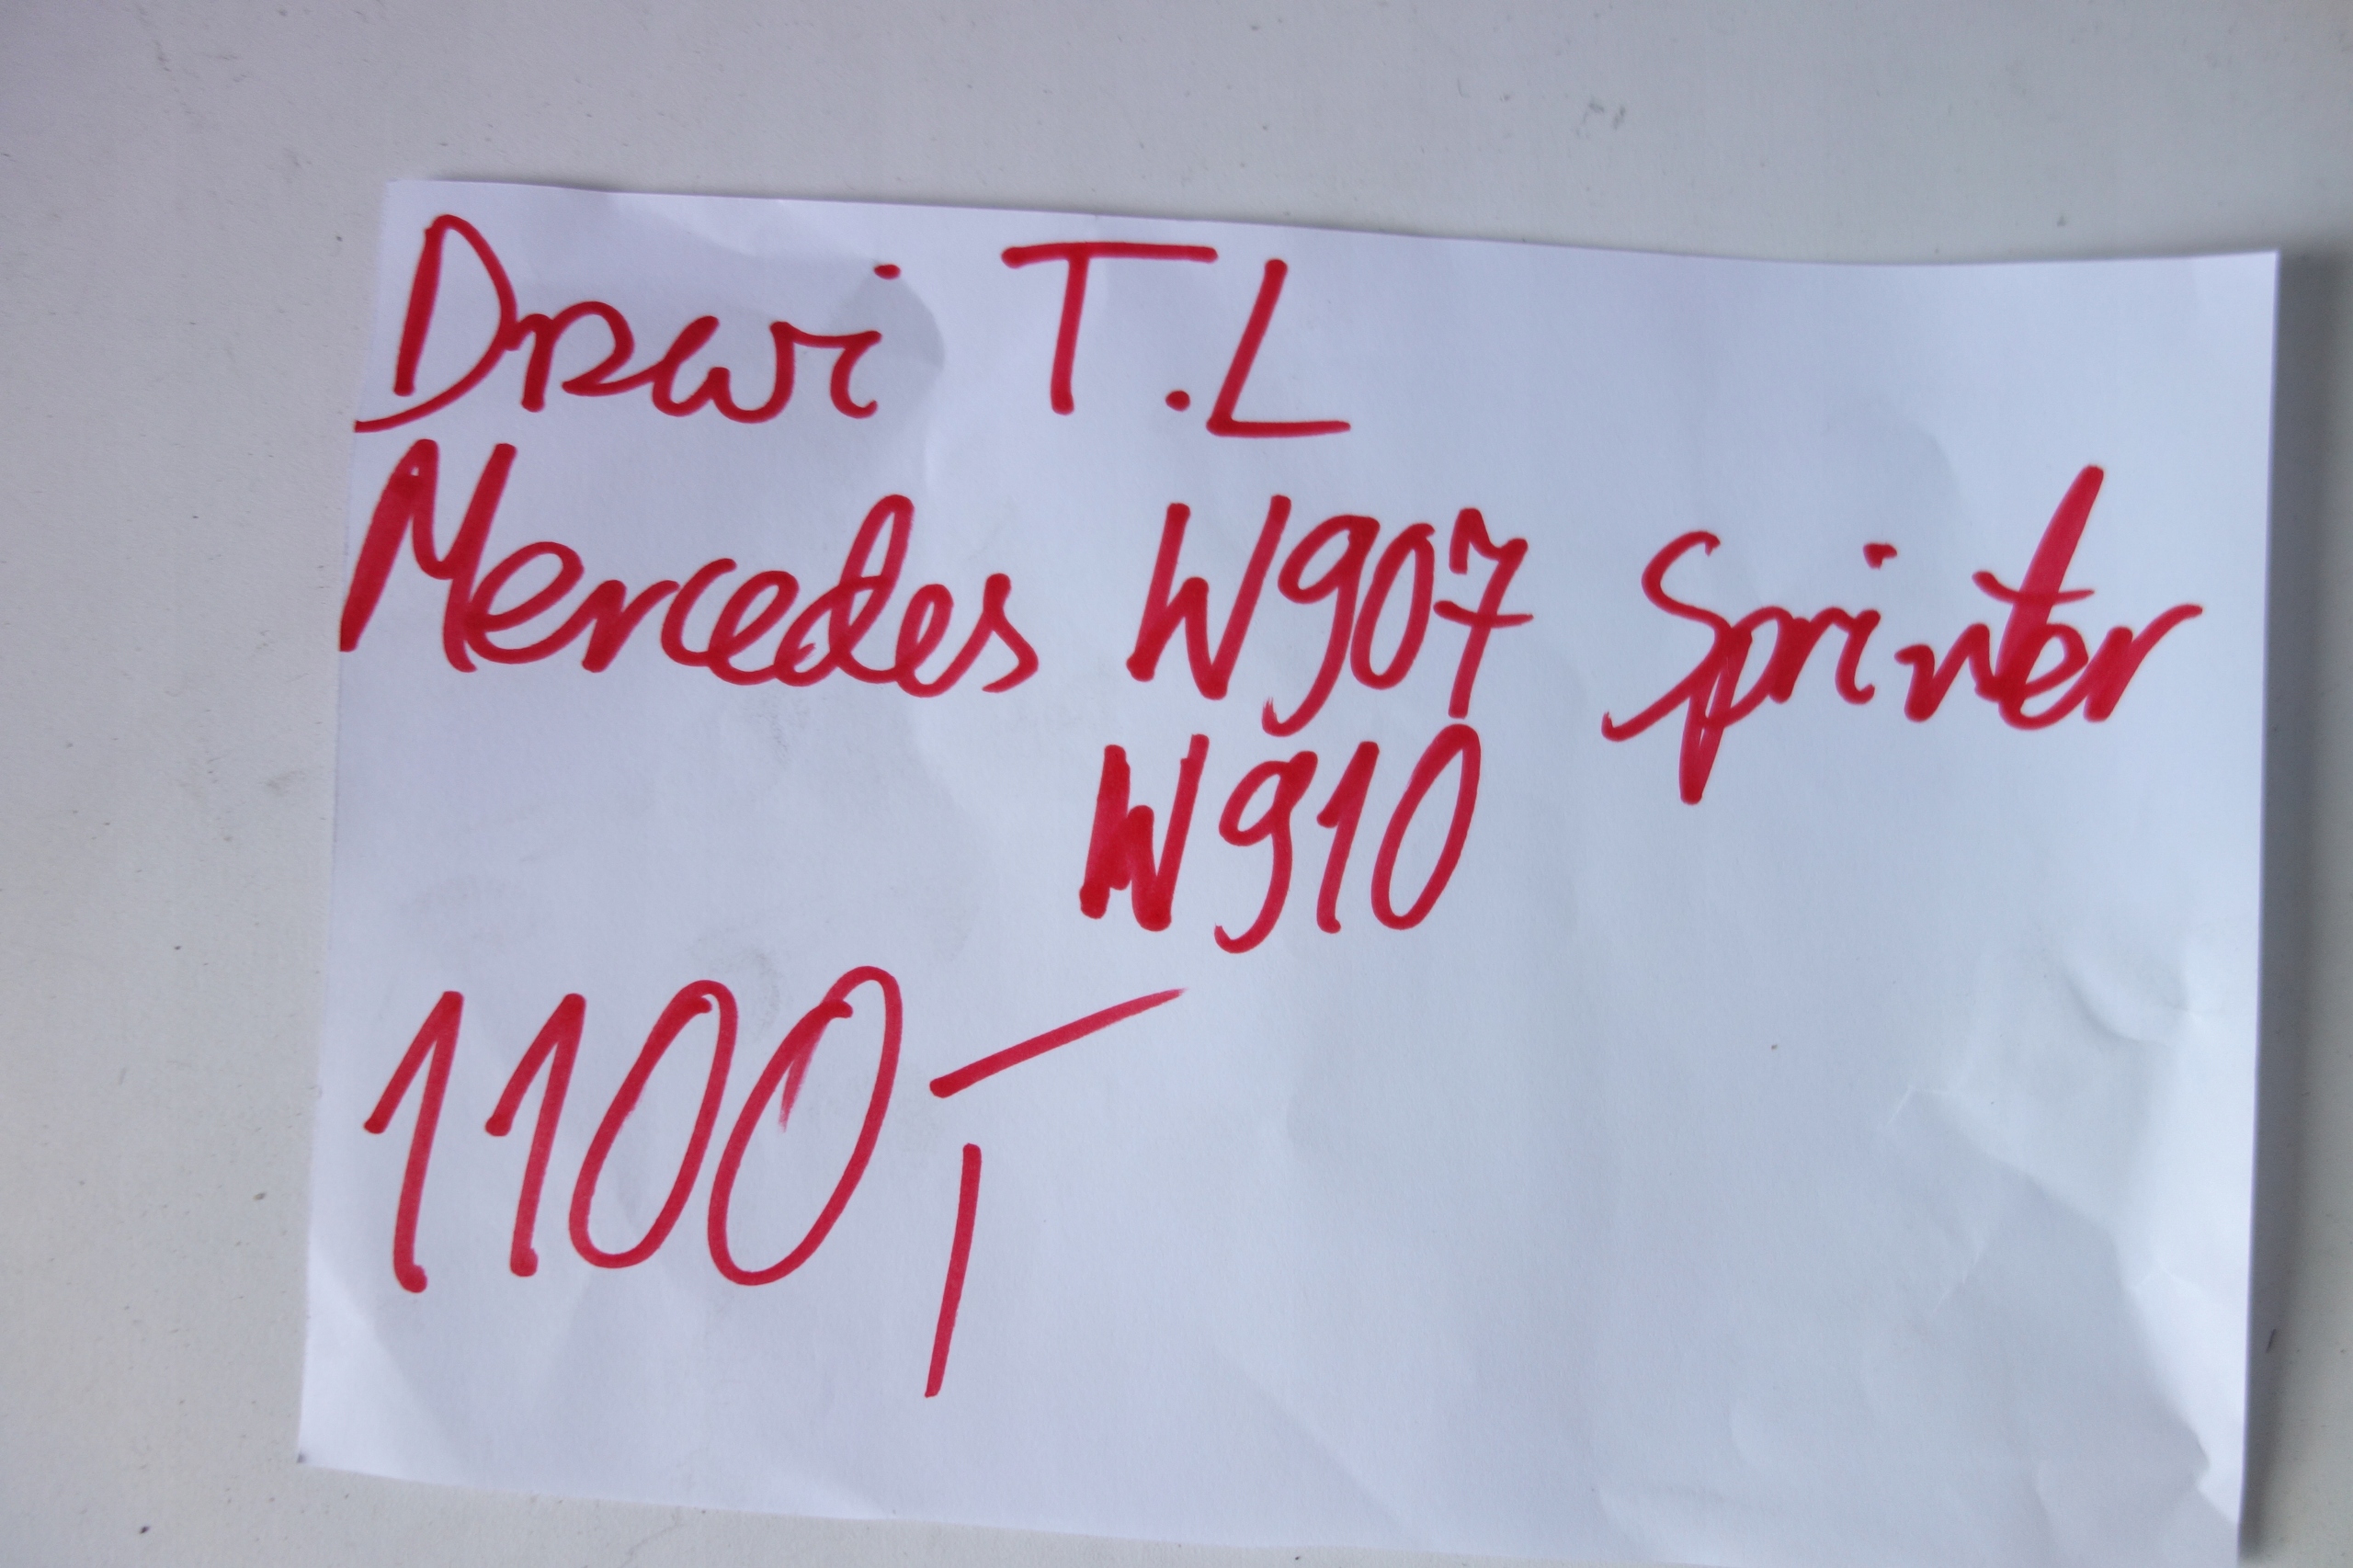 Drzwi T.L
Mercedes W907 Sprinter
W910
1100,-